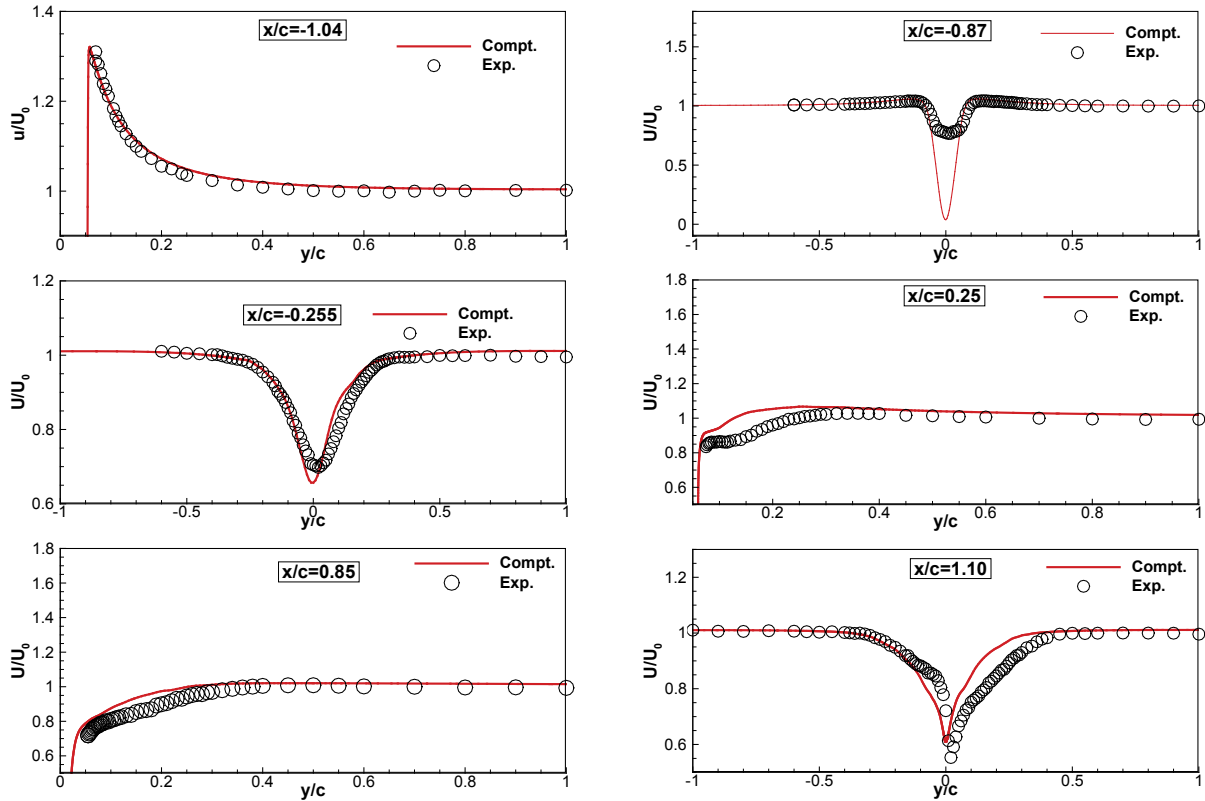 x/c=-1.04
Compt.
Exp.
u/U0
1.4
1.2
1
0 0.2 0.4 0.6 0.8 1
y/c
x/c=-0.87
Compt.
Exp.
U/U0
1.5
1
0.5
0
-1 -0.5 0 0.5 1
y/c
x/c=-0.255
Compt.
Exp.
U/U0
1.2
1
0.8
0.6
-1 -0.5 0 0.5 1
y/c
x/c=0.25
Compt.
Exp.
U/U0
1.8
1.6
1.4
1.2
1
0.8
0.6
0.2 0.4 0.6 0.8 1
y/c
x/c=0.85
Compt.
Exp.
U/U0
1.8
1.6
1.4
1.2
1
0.8
0.6
0 0.2 0.4 0.6 0.8 1
y/c
x/c=1.10
Compt.
Exp.
U/U0
1.2
1
0.8
0.6
-1 -0.5 0 0.5 1
y/c